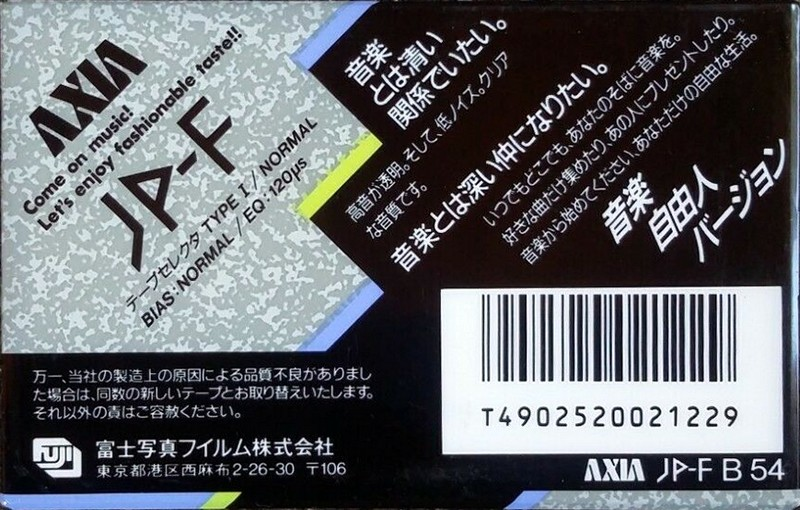 AXIA
Come on music!
Let's enjoy fashionable taste!!
JP-F
テープセレクタ TYPE I / NORMAL
BIAS:NORMAL / EQ:120μs
音楽
とは清い
関係でいたい。
高音が透明。そして、低ノイズ。クリア
な音質です。
音楽とは深い仲になりたい。
いつでもどこでも、あなたのそばに音楽を。
好きな曲だけ集めたり、あの人にプレゼントしたり。
音楽から始めてください、あなただけの自由な生活。
音楽
自由人
バージョン
万一、当社の製造上の原因による品質不良がありまし
た場合は、同数の新しいテープとお取り替えいたします。
それ以外の責はご容赦ください。
FUJI
富士写真フイルム株式会社
東京都港区西麻布2-26-30 〒106
T4902520021229
AXIA JP-F B 54